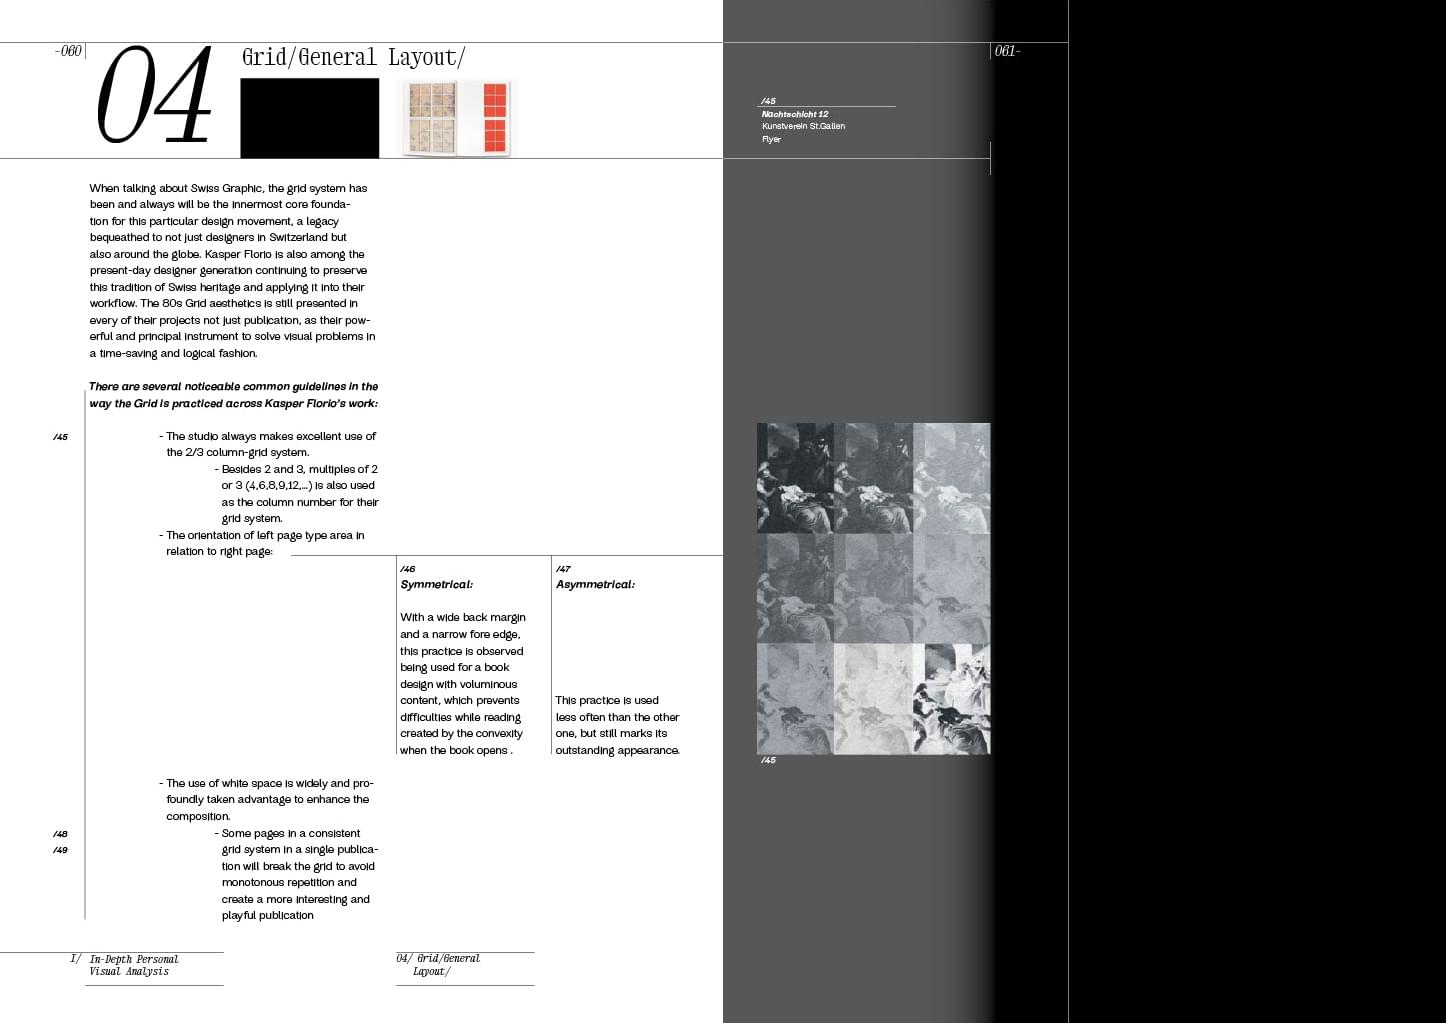 -060
04
Grid/General Layout/
When talking about Swiss Graphic, the grid system has
been and always will be the innermost core founda-
tion for this particular design movement, a legacy
bequeathed to not just designers in Switzerland but
also around the globe. Kasper Florio is also among the
present-day designer generation continuing to preserve
this tradition of Swiss heritage and applying it into their
workflow. The 80s Grid aesthetics is still presented in
every of their projects not just publication, as their pow-
erful and principal instrument to solve visual problems in
a time-saving and logical fashion.
There are several noticeable common guidelines in the
way the Grid is practiced across Kasper Florio's work:
/45
- The studio always makes excellent use of
the 2/3 column-grid system.
- Besides 2 and 3, multiples of 2
or 3 (4,6,8,9,12,...) is also used
as the column number for their
grid system.
- The orientation of left page type area in
relation to right page:
/46
Symmetrical:
With a wide back margin
and a narrow fore edge,
this practice is observed
being used for a book
design with voluminous
content, which prevents
difficulties while reading
created by the convexity
when the book opens .
/47
Asymmetrical:
This practice is used
less often than the other
one, but still marks its
outstanding appearance.
- The use of white space is widely and pro-
foundly taken advantage to enhance the
composition.
/48
/49
- Some pages in a consistent
grid system in a single publica-
tion will break the grid to avoid
monotonous repetition and
create a more interesting and
playful publication
I/ In-Depth Personal
Visual Analysis
04/ Grid/General
Layout/
061-
/45
Nachtschicht 12
Kunstverein St.Gallen
Flyer
/45